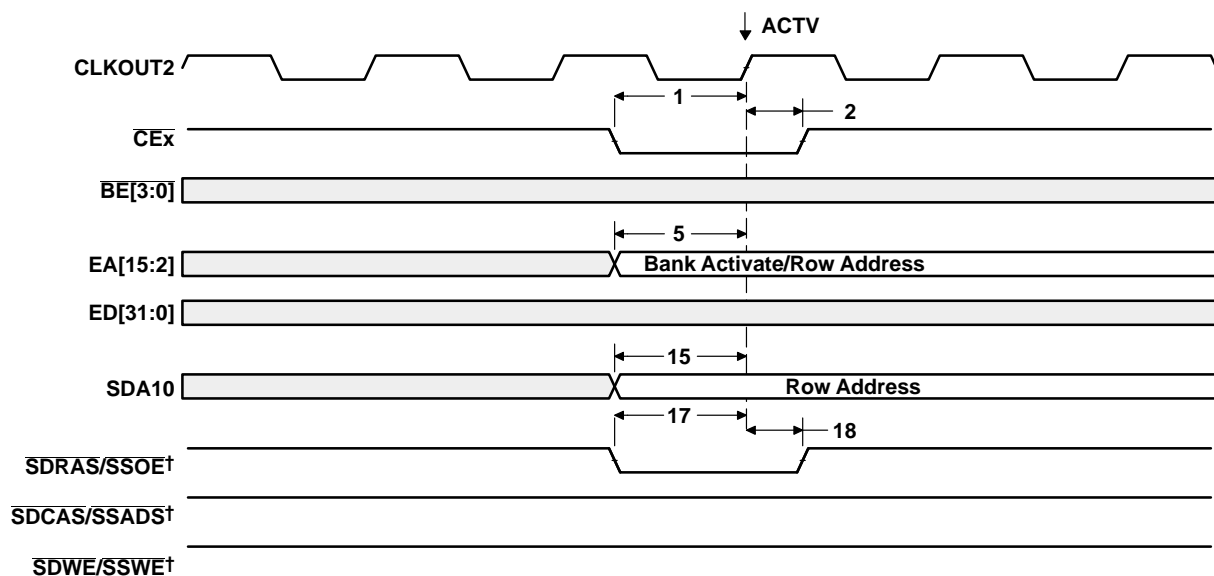 ACTV
CLKOUT2
1
2
CEx
BE[3:0]
5
EA[15:2]
Bank Activate/Row Address
ED[31:0]
15
SDA10
Row Address
17
18
SDRAS/SSOE†
SDCAS/SSADS†
SDWE/SSWE†